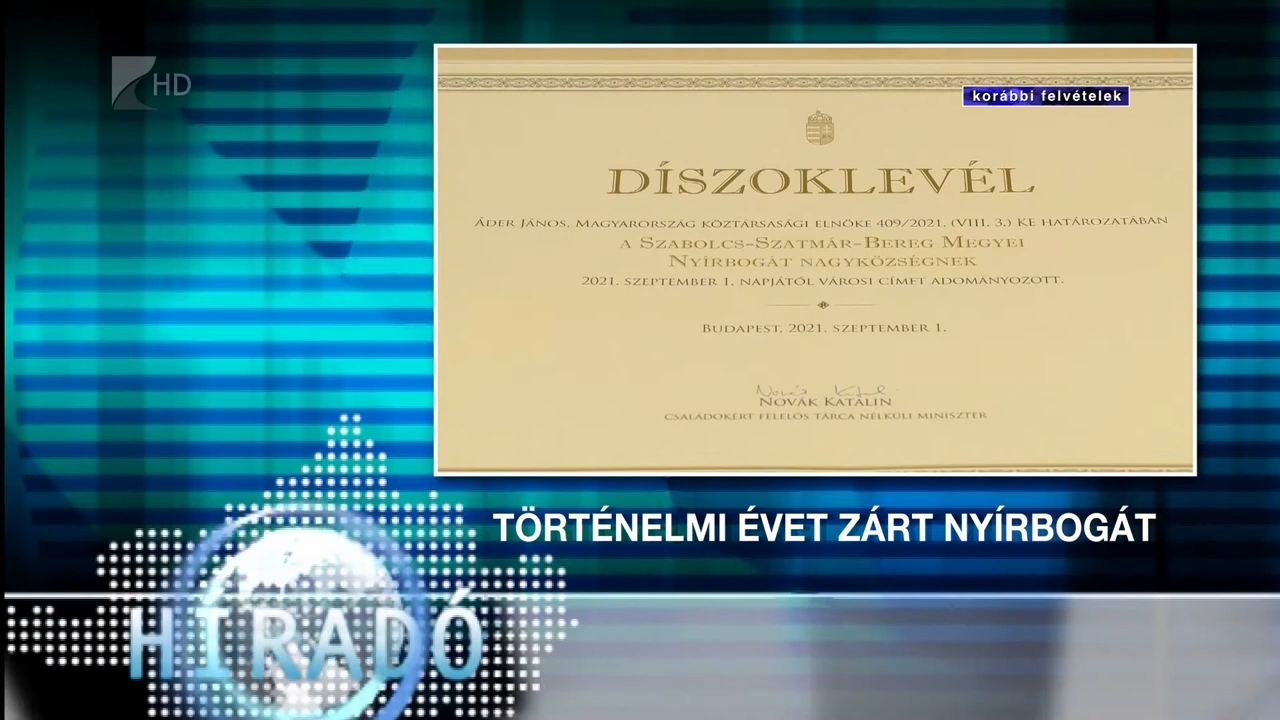 HD
korábbi felvételek
DÍSZOKLEVÉL
ÁDER JÁNOS, MAGYARORSZÁG KÖZTÁRSASÁGI ELNÖKE 409/2021. (VIII. 3.) KE HATÁROZATÁBAN
A SZABOLCS-SZATMÁR-BEREG MEGYEI
NYÍRBOGÁT NAGYKÖZSÉGNEK
2021. SZEPTEMBER 1. NAPJÁTÓL VÁROSI CÍMET ADOMÁNYOZOTT.
BUDAPEST, 2021. SZEPTEMBER 1.
NOVÁK KATALIN
CSALÁDOKÉRT FELELŐS TÁRCA NÉLKÜLI MINISZTER
TÖRTÉNELMI ÉVET ZÁRT NYÍRBOGÁT
HÍRADÓ